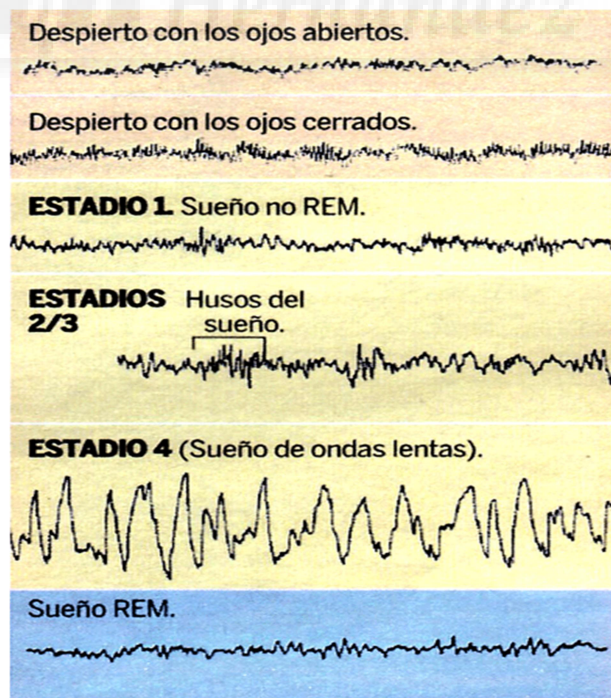 Despierto con los ojos abiertos.
Despierto con los ojos cerrados.
ESTADIO 1. Sueño no REM.
ESTADIOS 2/3
Husos del sueño.
ESTADIO 4 (Sueño de ondas lentas).
Sueño REM.